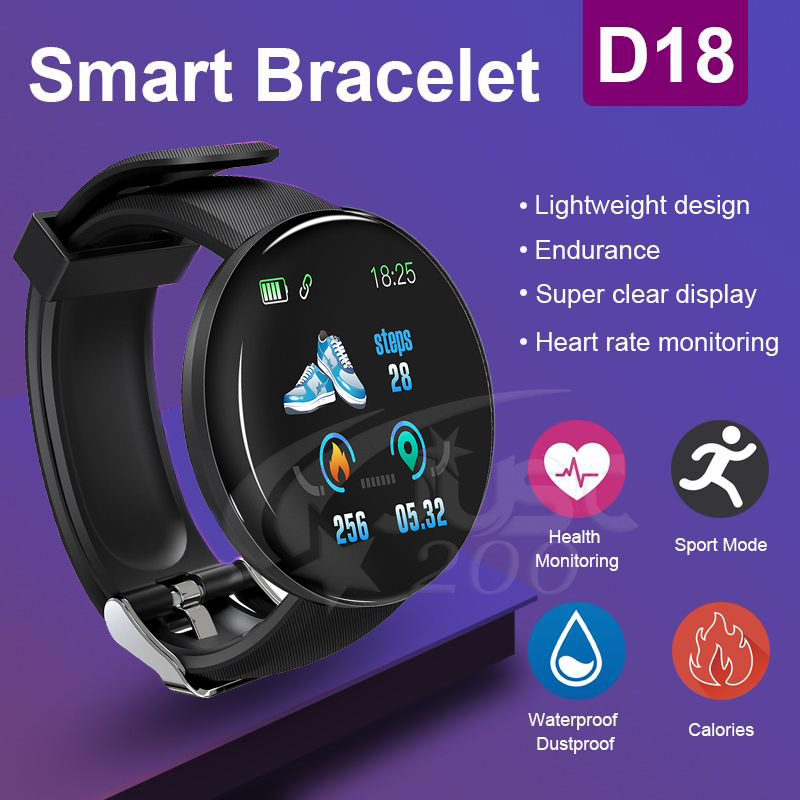 Smart Bracelet
D18
• Lightweight design
• Endurance
• Super clear display
• Heart rate monitoring
18:25
steps
28
256
05.32
200
Health
Monitoring
Sport Mode
Waterproof
Dustproof
Calories